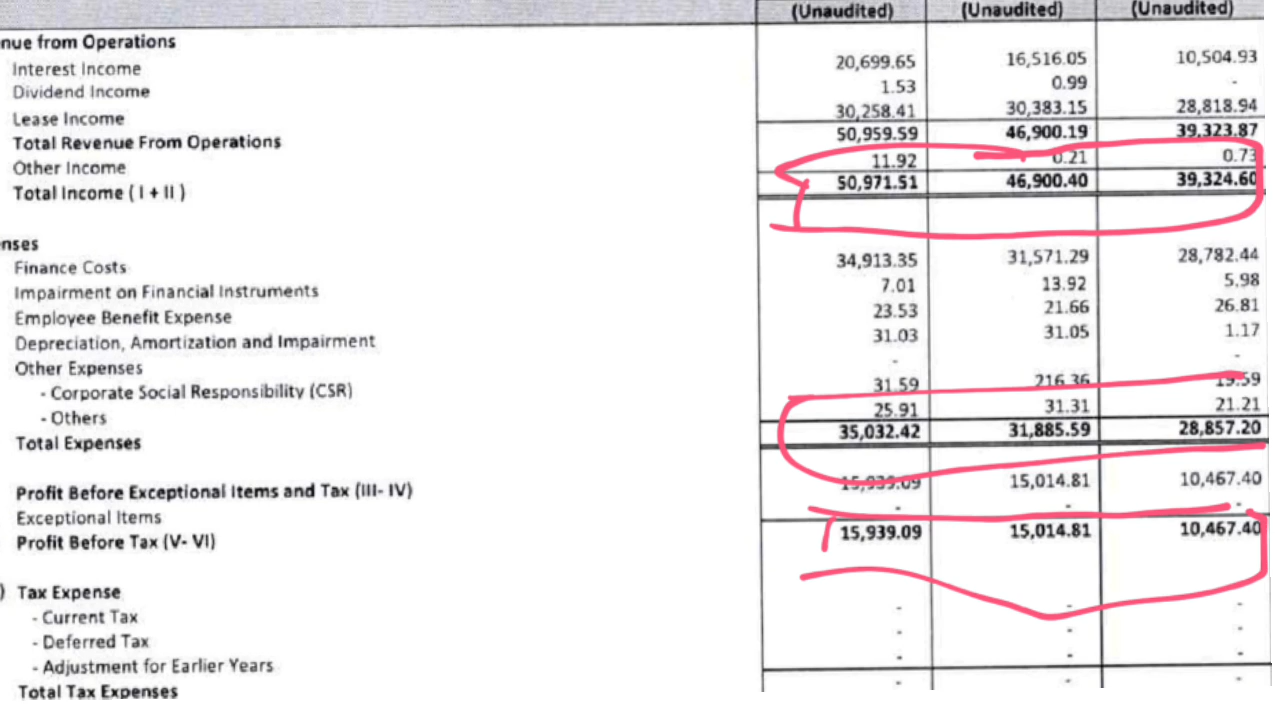 (Unaudited) (Unaudited) (Unaudited)
nue from Operations
Interest Income 20,699.65 16,516.05 10,504.93
Dividend Income 1.53 0.99 -
Lease Income 30,258.41 30,383.15 28,818.94
Total Revenue From Operations 50,959.59 46,900.19 39,323.87
Other Income 11.92 0.21 0.73
Total Income ( I + II ) 50,971.51 46,900.40 39,324.60
nses
Finance Costs 34,913.35 31,571.29 28,782.44
Impairment on Financial Instruments 7.01 13.92 5.98
Employee Benefit Expense 23.53 21.66 26.81
Depreciation, Amortization and Impairment 31.03 31.05 1.17
Other Expenses - -
- Corporate Social Responsibility (CSR) 31.59 216.36 19.59
- Others 25.91 31.31 21.21
Total Expenses 35,032.42 31,885.59 28,857.20
Profit Before Exceptional Items and Tax (III- IV) 15,939.09 15,014.81 10,467.40
Exceptional Items - - -
Profit Before Tax (V- VI) 15,939.09 15,014.81 10,467.40
) Tax Expense
- Current Tax - - -
- Deferred Tax - - -
- Adjustment for Earlier Years - - -
Total Tax Expenses - - -